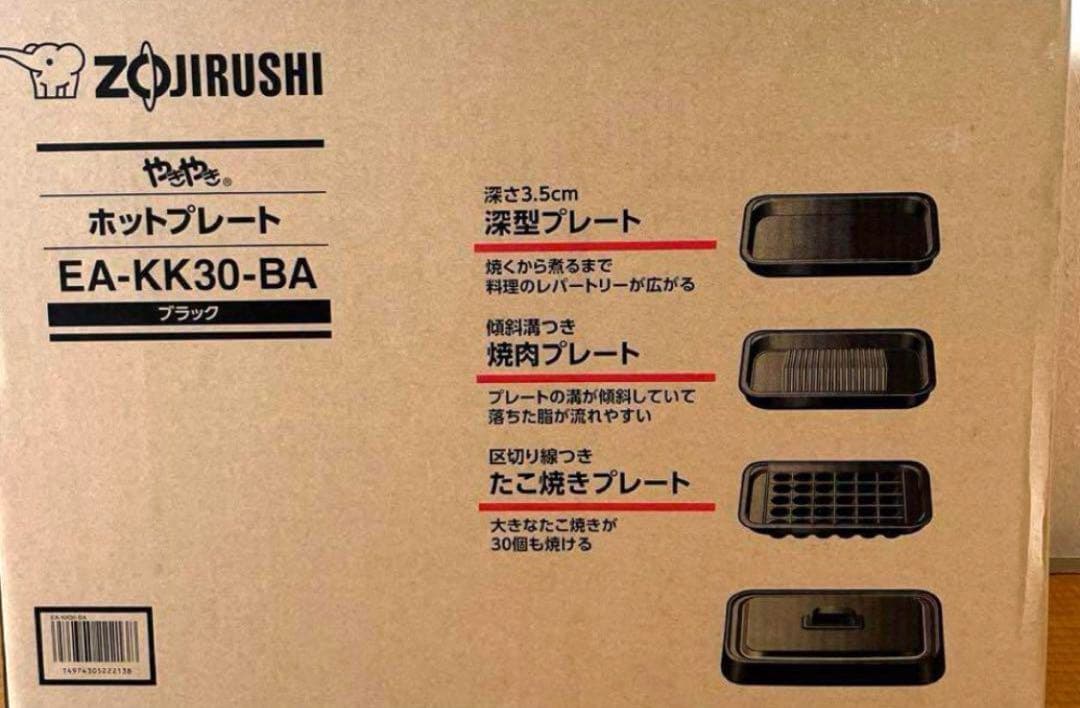 ZOJIRUSHI
やきやき®
ホットプレート
EA-KK30-BA
ブラック
深さ3.5cm
深型プレート
焼くから煮るまで
料理のレパートリーが広がる
傾斜溝つき
焼肉プレート
プレートの溝が傾斜していて
落ちた脂が流れやすい
区切り線つき
たこ焼きプレート
大きなたこ焼きが
30個も焼ける
EA-KK30-BA
4974305222138